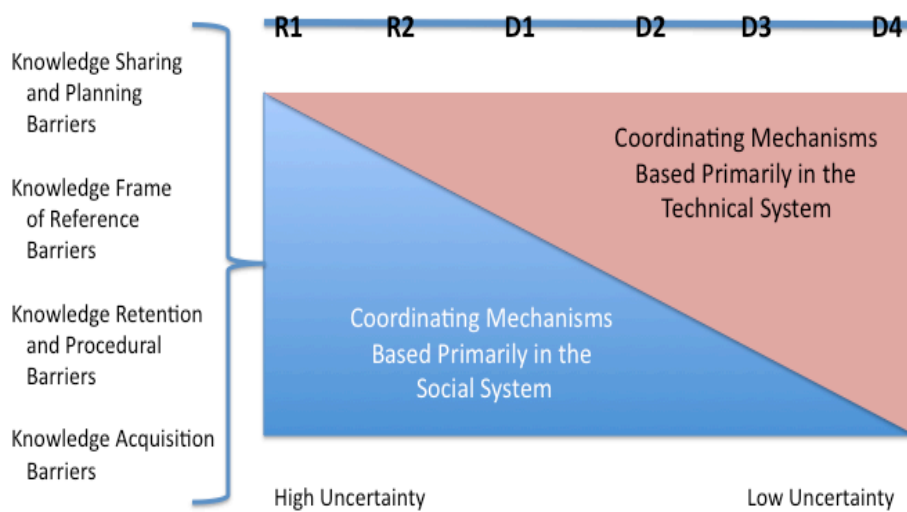 R1 R2 D1 D2 D3 D4
Knowledge Sharing
and Planning
Barriers
Knowledge Frame
of Reference
Barriers
Knowledge Retention
and Procedural
Barriers
Knowledge Acquisition
Barriers
Coordinating Mechanisms
Based Primarily in the
Technical System
Coordinating Mechanisms
Based Primarily in the
Social System
High Uncertainty
Low Uncertainty